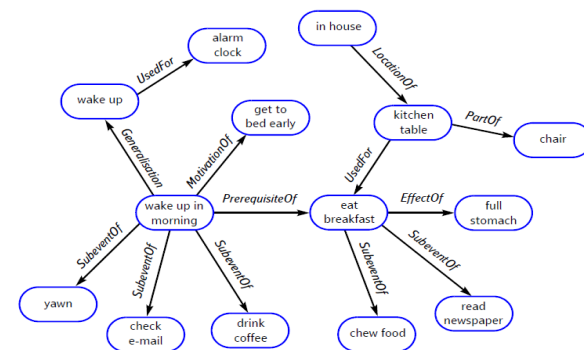 in house
alarm
clock
UsedFor
LocationOf
wake up
get to
bed early
kitchen
table
PartOf
chair
Generalisation
MotivationOf
UsedFor
wake up in
morning
PrerequisiteOf
eat
breakfast
EffectOf
full
stomach
SubeventOf
SubeventOf
SubeventOf
SubeventOf
SubeventOf
yawn
check
e-mail
drink
coffee
chew food
read
newspaper